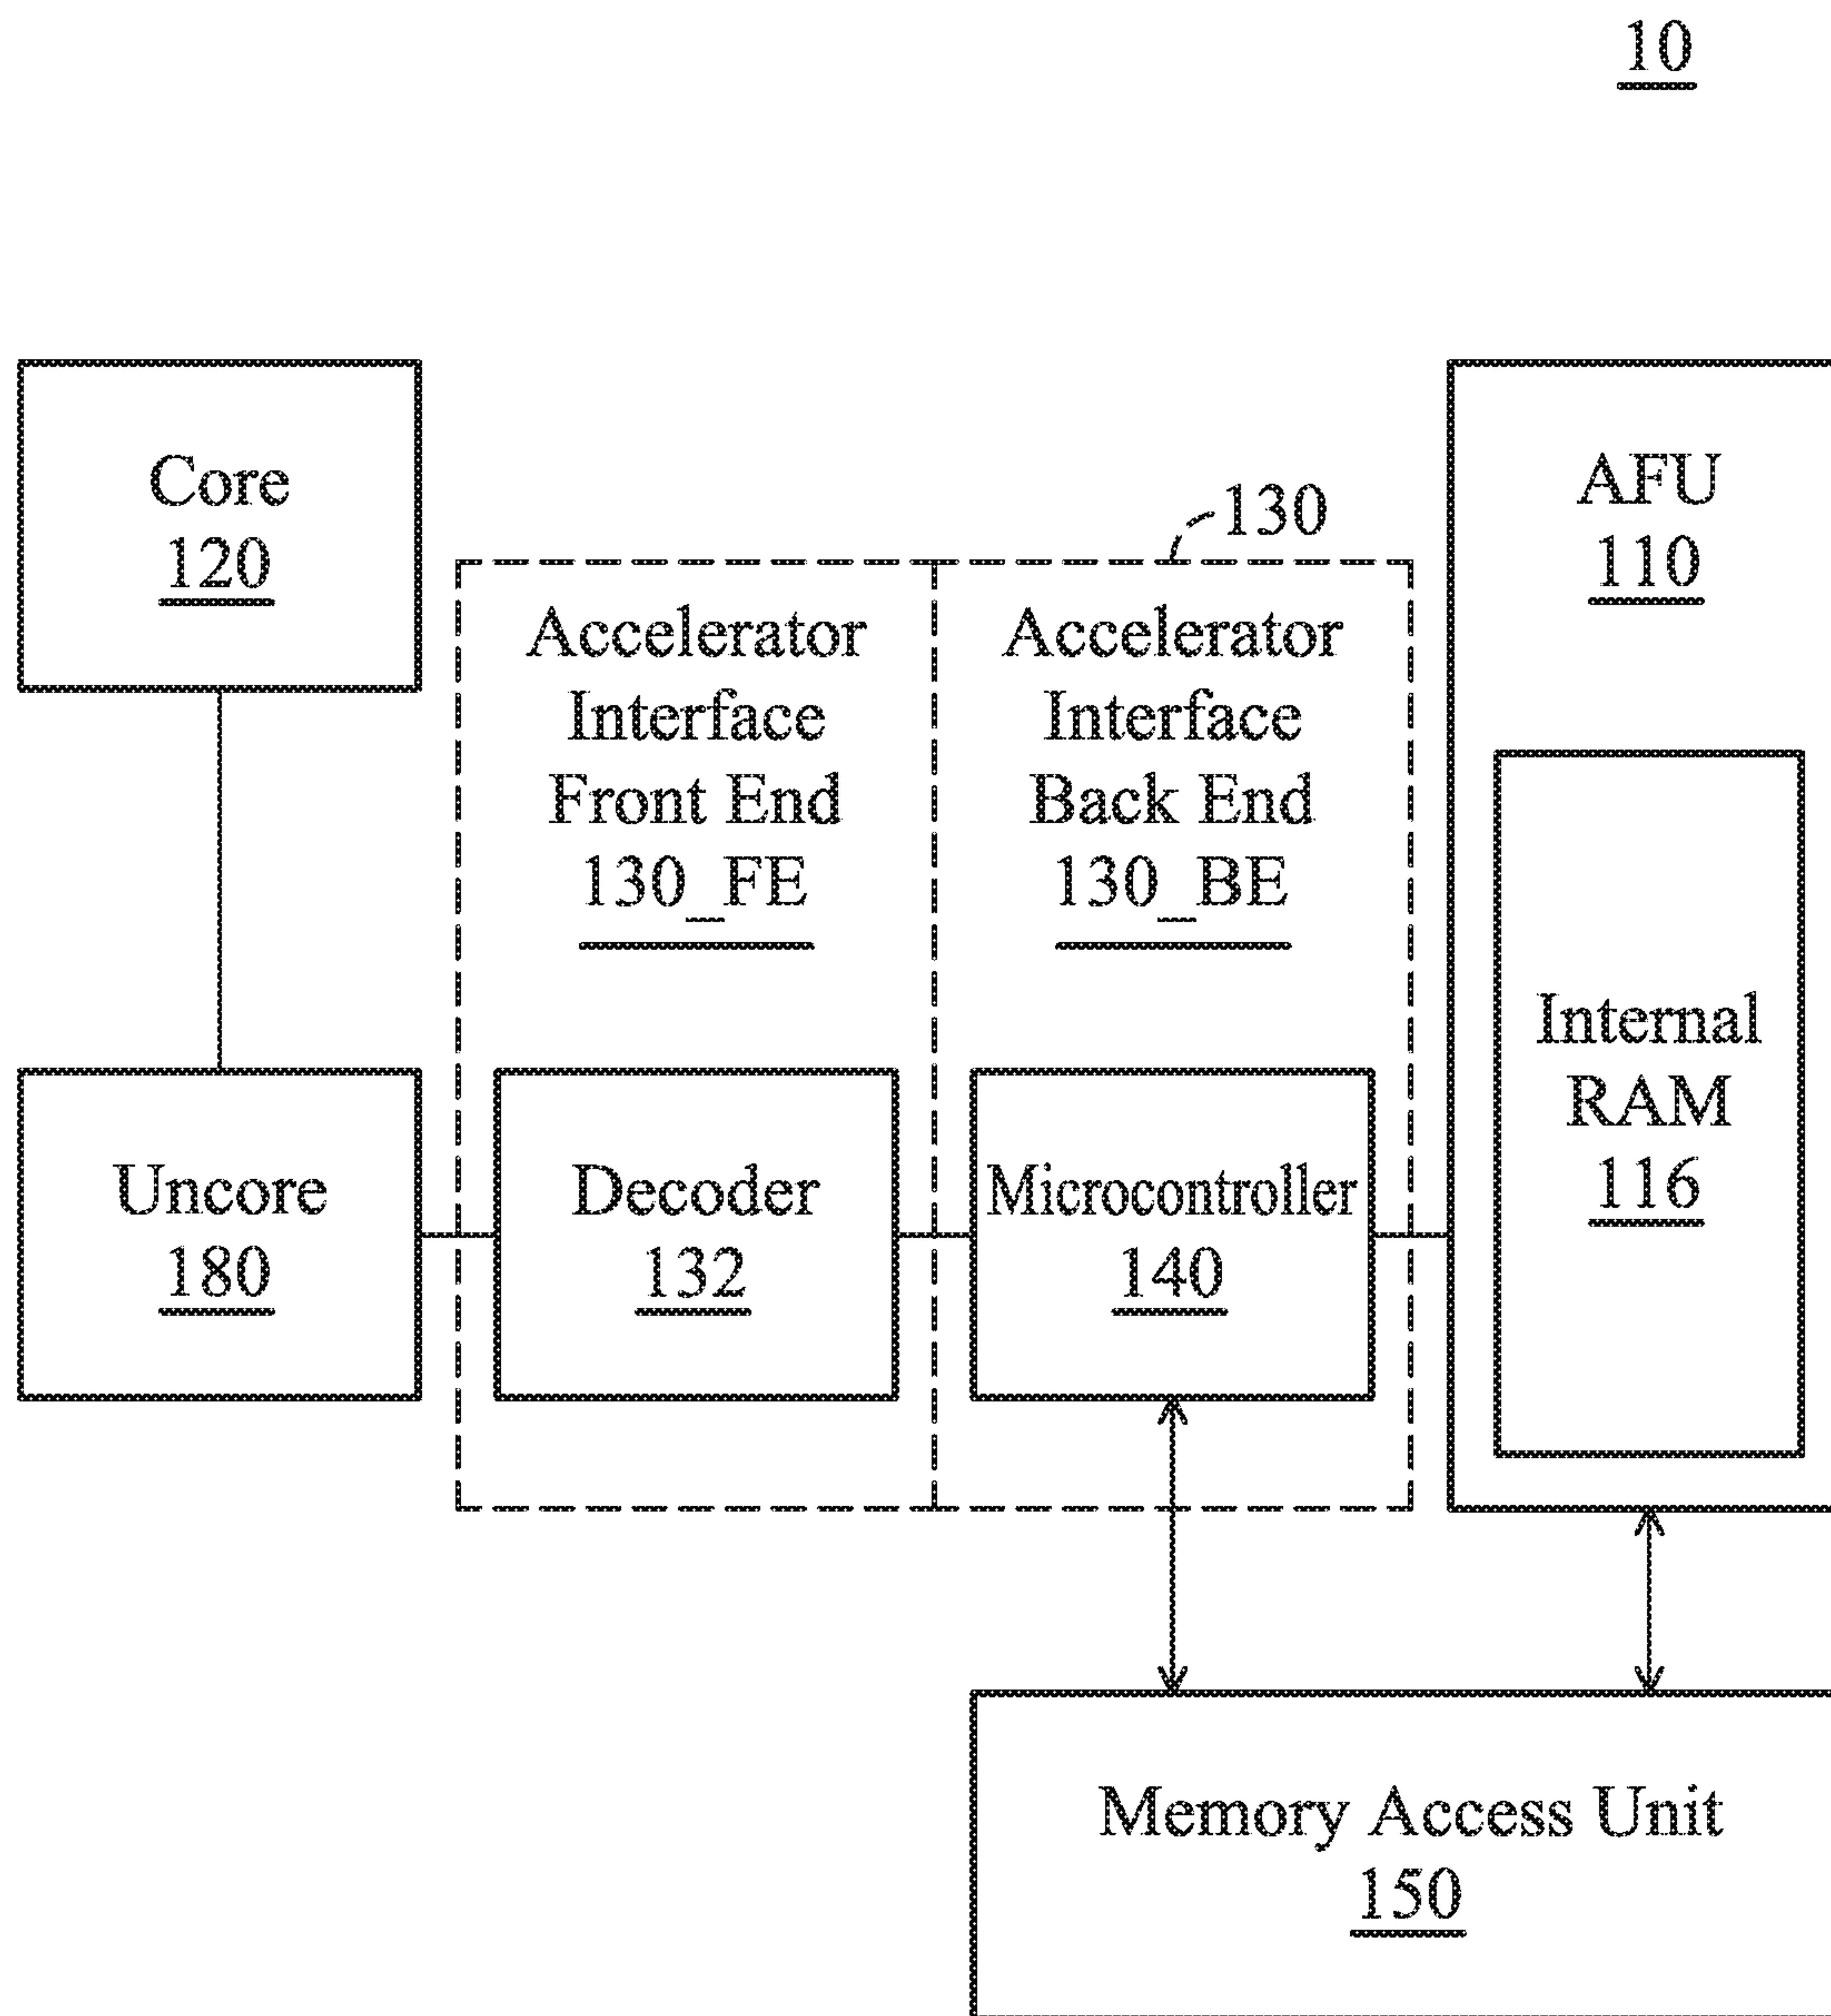 10
Core
120
AFU
110
130
Accelerator
Interface
Front End
130_FE
Accelerator
Interface
Back End
130_BE
Internal
RAM
116
Uncore
180
Decoder
132
Microcontroller
140
Memory Access Unit
150